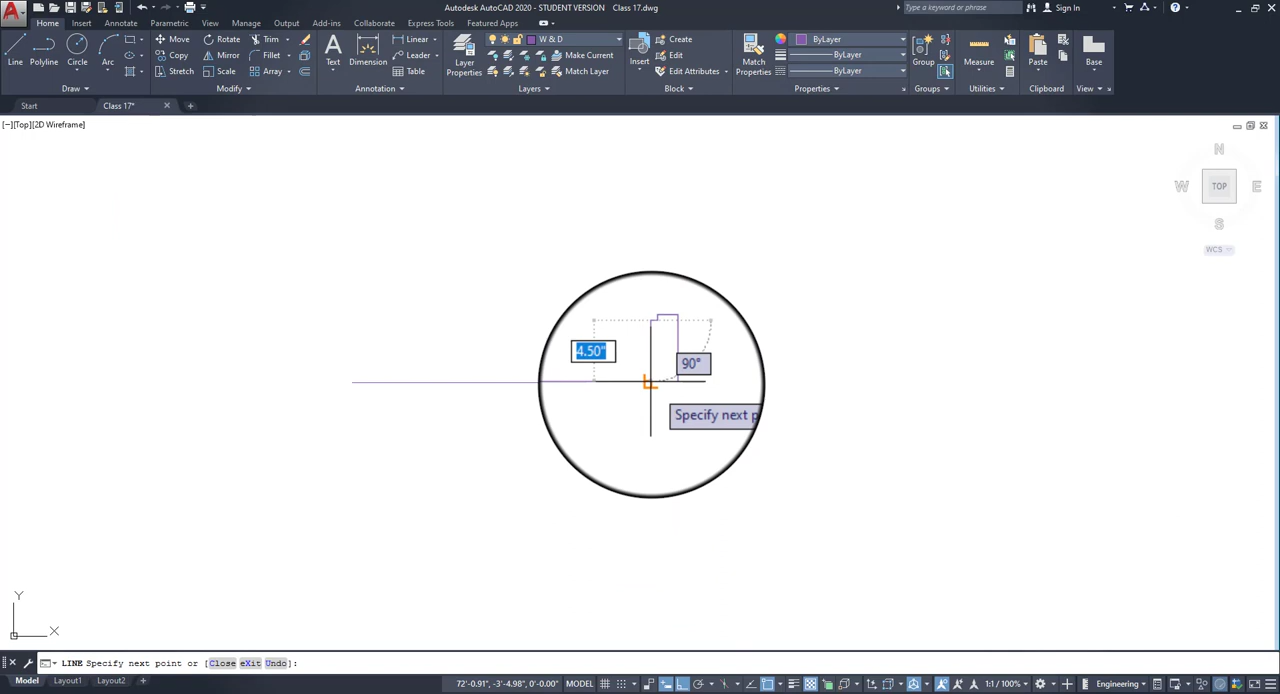 Autodesk AutoCAD 2020 - STUDENT VERSION Class 17.dwg
Type a keyword or phrase
Sign In
Home Insert Annotate Parametric View Manage Output Add-ins Collaborate Express Tools Featured Apps
Line Polyline Circle Arc
Move Rotate Trim
Copy Mirror Fillet
Stretch Scale Array
Text Dimension
Linear
Leader
Table
Layer Properties
W & D
Make Current
Match Layer
Insert
Create
Edit
Edit Attributes
Match Properties
ByLayer
ByLayer
ByLayer
Group
Measure
Paste
Base
Draw Modify Annotation Layers Block Properties Groups Utilities Clipboard View
Start Class 17*
[−][Top][2D Wireframe]
N
W TOP E
S
WCS
4.50"
90°
Specify next p
Y
X
LINE Specify next point or [Close eXit Undo]:
Model Layout1 Layout2
72'-0.91", -3'-4.98", 0'-0.00" MODEL
1:1 / 100%
Engineering